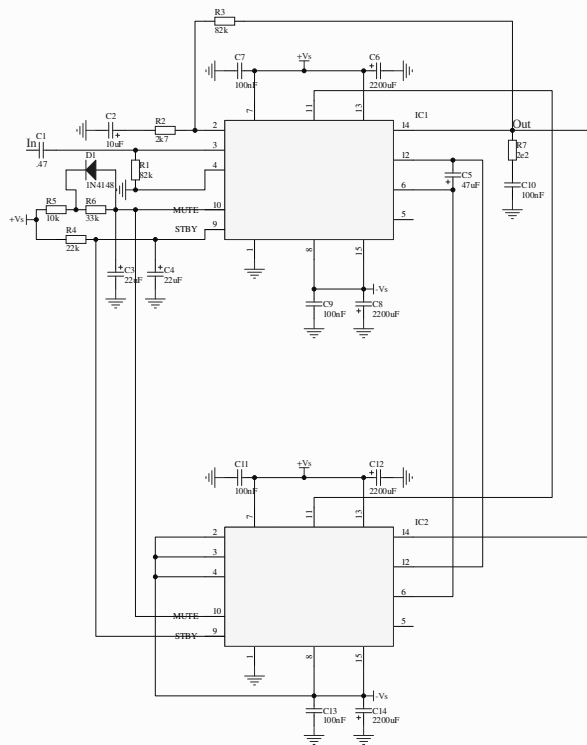 R3
82k
C7
100nF
+Vs
C6
2200uF
7
11
13
IC1
C2
10uF
R2
2k7
2
14
Out
In
C1
.47
3
R1
82k
12
R7
2e2
D1
1N4148
4
C5
47uF
6
C10
100nF
R5
10k
R6
33k
MUTE
10
5
+Vs
R4
22k
STBY
9
1
8
15
C3
22uF
C4
22uF
-Vs
C9
100nF
C8
2200uF
C11
100nF
+Vs
C12
2200uF
7
11
13
IC2
2
14
3
4
12
6
MUTE
10
5
STBY
9
1
8
15
-Vs
C13
100nF
C14
2200uF